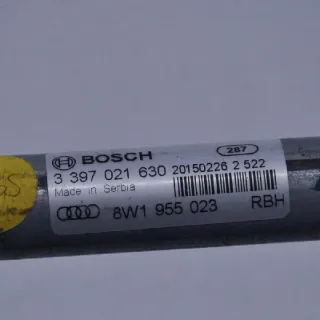 BOSCH 287
3 397 021 630 20150226 2 522
Made in Serbia
8W1 955 023 RBH